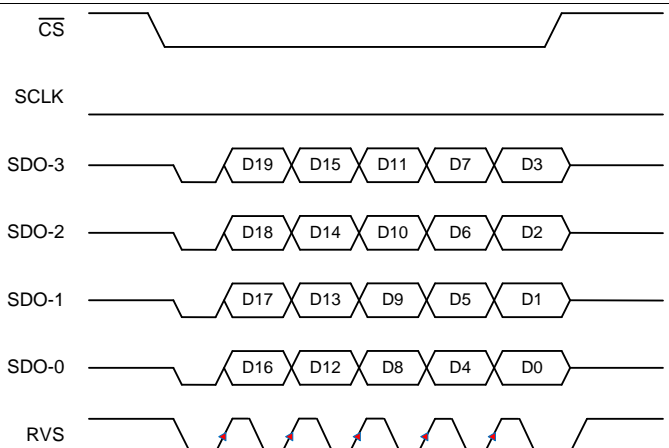 CS
SCLK
SDO-3 D19 D15 D11 D7 D3
SDO-2 D18 D14 D10 D6 D2
SDO-1 D17 D13 D9 D5 D1
SDO-0 D16 D12 D8 D4 D0
RVS